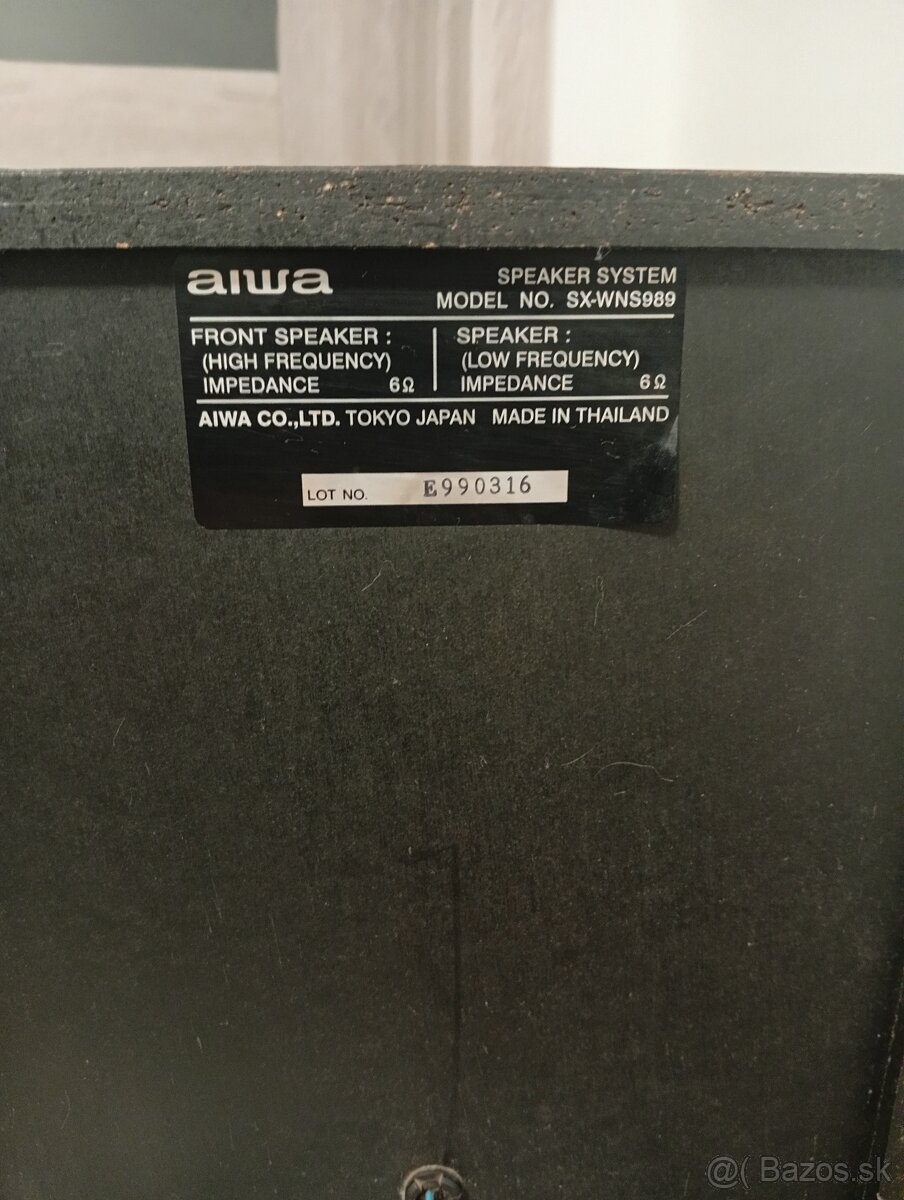 aiwa
SPEAKER SYSTEM
MODEL NO. SX-WNS989
FRONT SPEAKER :
(HIGH FREQUENCY)
IMPEDANCE 6Ω
SPEAKER :
(LOW FREQUENCY)
IMPEDANCE 6Ω
AIWA CO.,LTD. TOKYO JAPAN MADE IN THAILAND
LOT NO. E990316
@( Bazos.sk